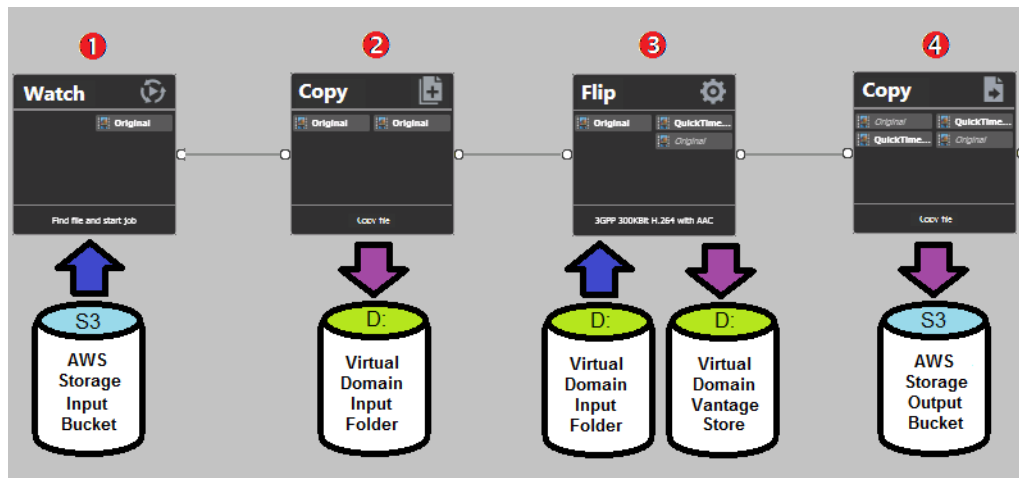 1
2
3
4
Watch
Original
Find file and start job
Copy
Original Original
Copy file
Flip
Original QuickTime...
Original
3GPP 300KBit H.264 with AAC
Copy
Original QuickTime...
QuickTime... Original
Copy file
S3
AWS
Storage
Input
Bucket
D:
Virtual
Domain
Input
Folder
D:
Virtual
Domain
Input
Folder
D:
Virtual
Domain
Vantage
Store
S3
AWS
Storage
Output
Bucket